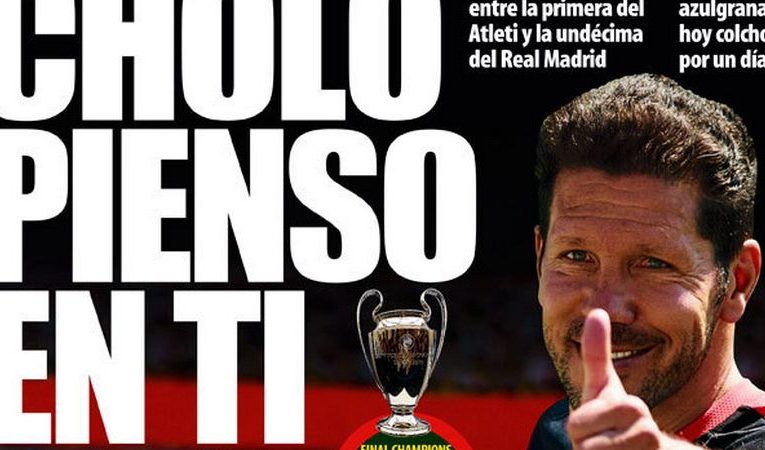 CHOLO
PIENSO
EN TI
entre la primera del
Atleti y la undécima
del Real Madrid
azulgrana
hoy colcho
por un día
FINAL CHAMPIONS